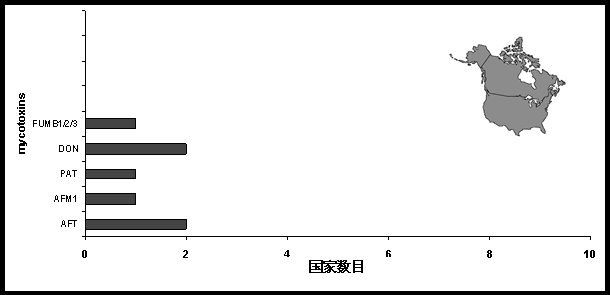 mycotoxins
FUMB1/2/3
DON
PAT
AFM1
AFT
0 2 4 6 8 10
国家数目